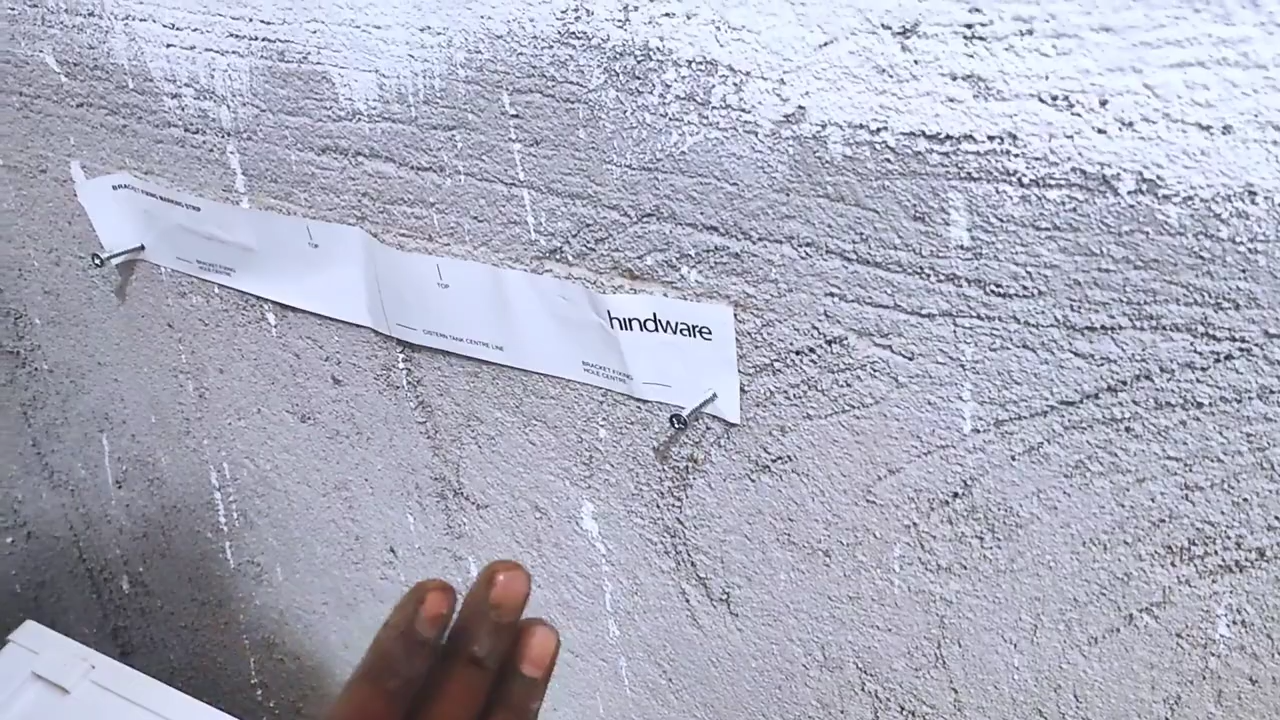 BRACKET FIXING MARKING STRIP
TOP
BRACKET FIXING
HOLE CENTRE
TOP
CISTERN TANK CENTRE LINE
hindware
BRACKET FIXING
HOLE CENTRE